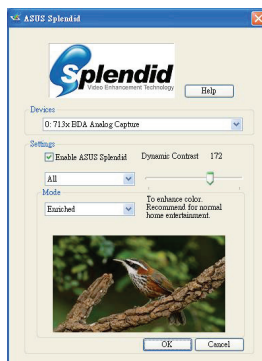 ASUS Splendid
Splendid
Video Enhancement Technology
Help
Devices
0: 713x BDA Analog Capture
Settings
Enable ASUS Splendid
Dynamic Contrast 172
All
Mode
Enriched
To enhance color.
Recommend for normal
home entertainment.
OK
Cancel